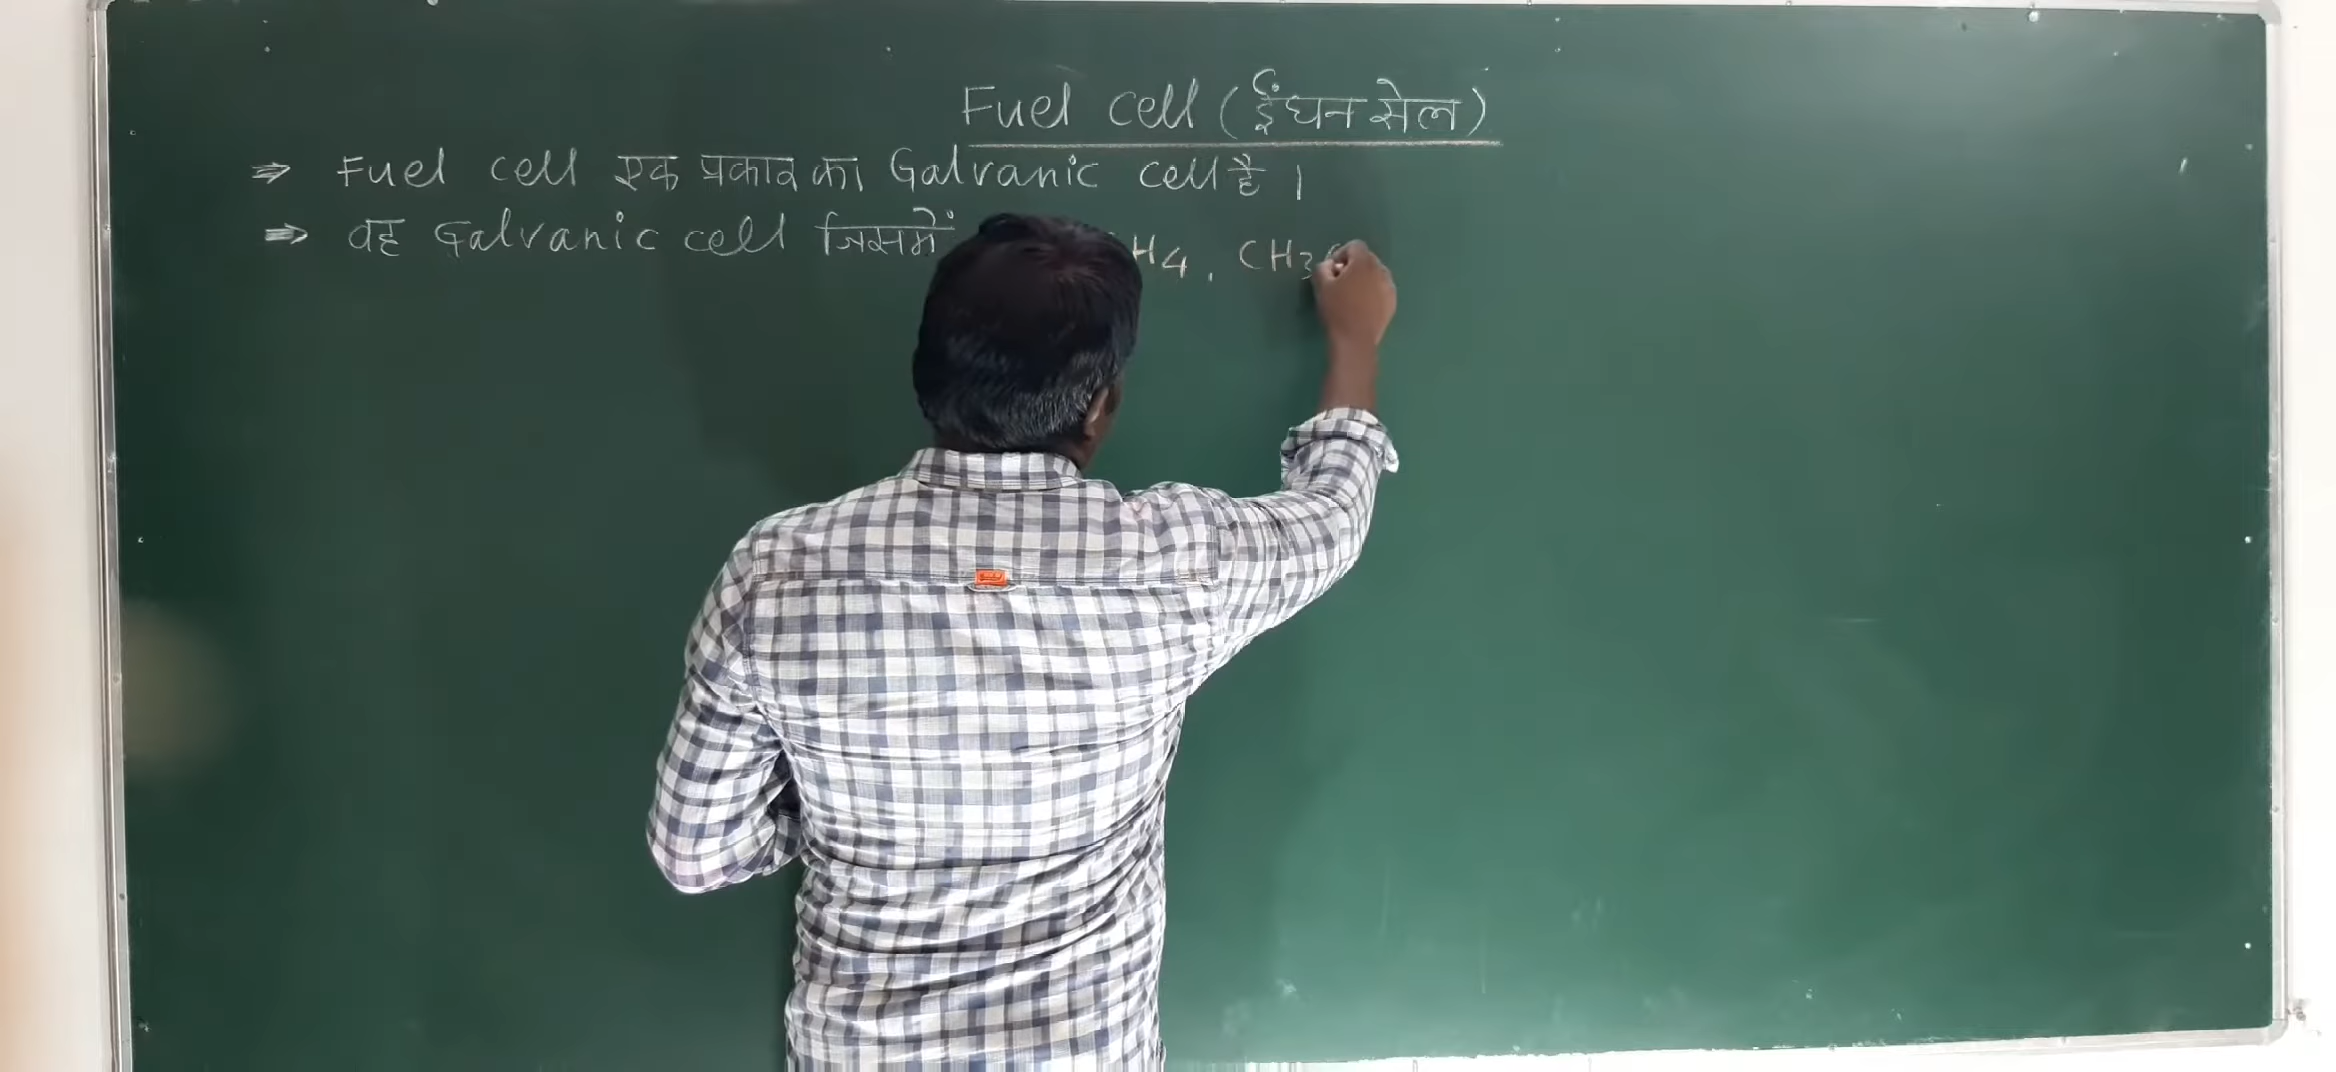 Fuel cell (ईंधन सेल)
⇒ Fuel cell एक प्रकार का Galvanic cell है।
⇒ वह Galvanic cell जिसमें H4, CH3